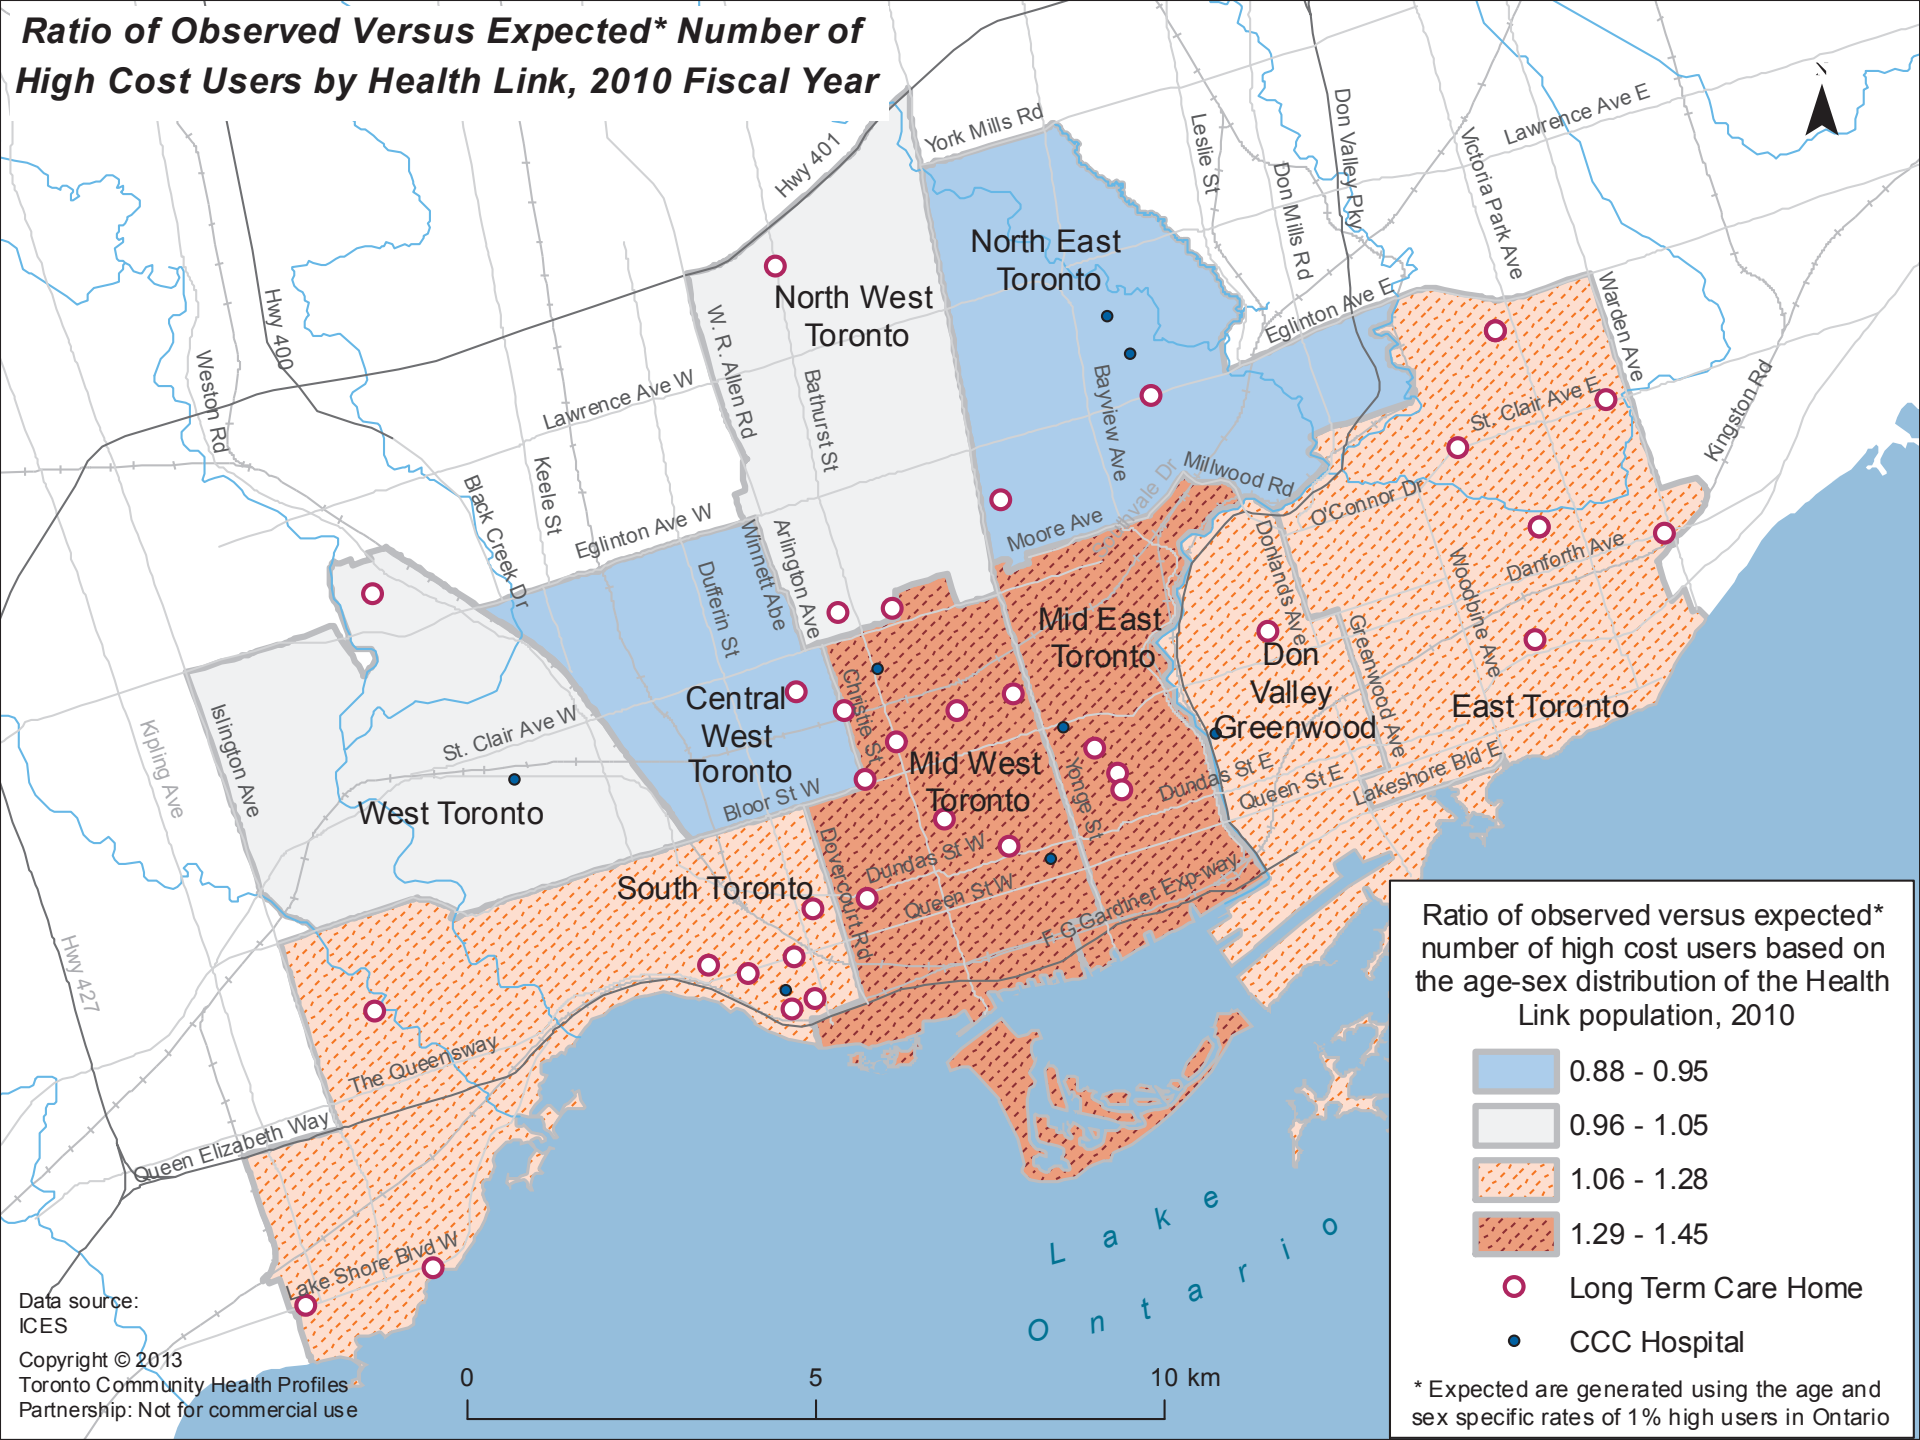 Ratio of Observed Versus Expected* Number of
High Cost Users by Health Link, 2010 Fiscal Year
N
York Mills Rd
Hwy 401
Leslie St
Don Mills Rd
Don Valley Pky
Victoria Park Ave
Lawrence Ave E
North East
Toronto
North West
Toronto
Hwy 400
Weston Rd
W. R. Allen Rd
Bathurst St
Lawrence Ave W
Bayview Ave
Eglinton Ave E
Warden Ave
St. Clair Ave E
Kingston Rd
Black Creek Dr
Keele St
Eglinton Ave W
Millwood Rd
O'Connor Dr
Moore Ave
Winnett Abe
Arlington Ave
Dufferin St
Donlands Ave
Woodbine Ave
Danforth Ave
Greenwood Ave
Mid East
Toronto
Don
Valley
Greenwood
East Toronto
Central
West
Toronto
Christie St
Kipling Ave
Islington Ave
St. Clair Ave W
West Toronto
Bloor St W
Mid West
Toronto
Yonge St
Dundas St E
Queen St E
Lakeshore Bld E
South Toronto
Dovercourt Rd
Dundas St W
Queen St W
F. G.Gardiner Exp-way
Hwy 427
The Queensway
Queen Elizabeth Way
Lake Shore Blvd W
Lake
Ontario
Ratio of observed versus expected*
number of high cost users based on
the age-sex distribution of the Health
Link population, 2010
0.88 - 0.95
0.96 - 1.05
1.06 - 1.28
1.29 - 1.45
Long Term Care Home
CCC Hospital
* Expected are generated using the age and
sex specific rates of 1% high users in Ontario
Data source:
ICES
Copyright © 2013
Toronto Community Health Profiles
Partnership: Not for commercial use
0 5 10 km